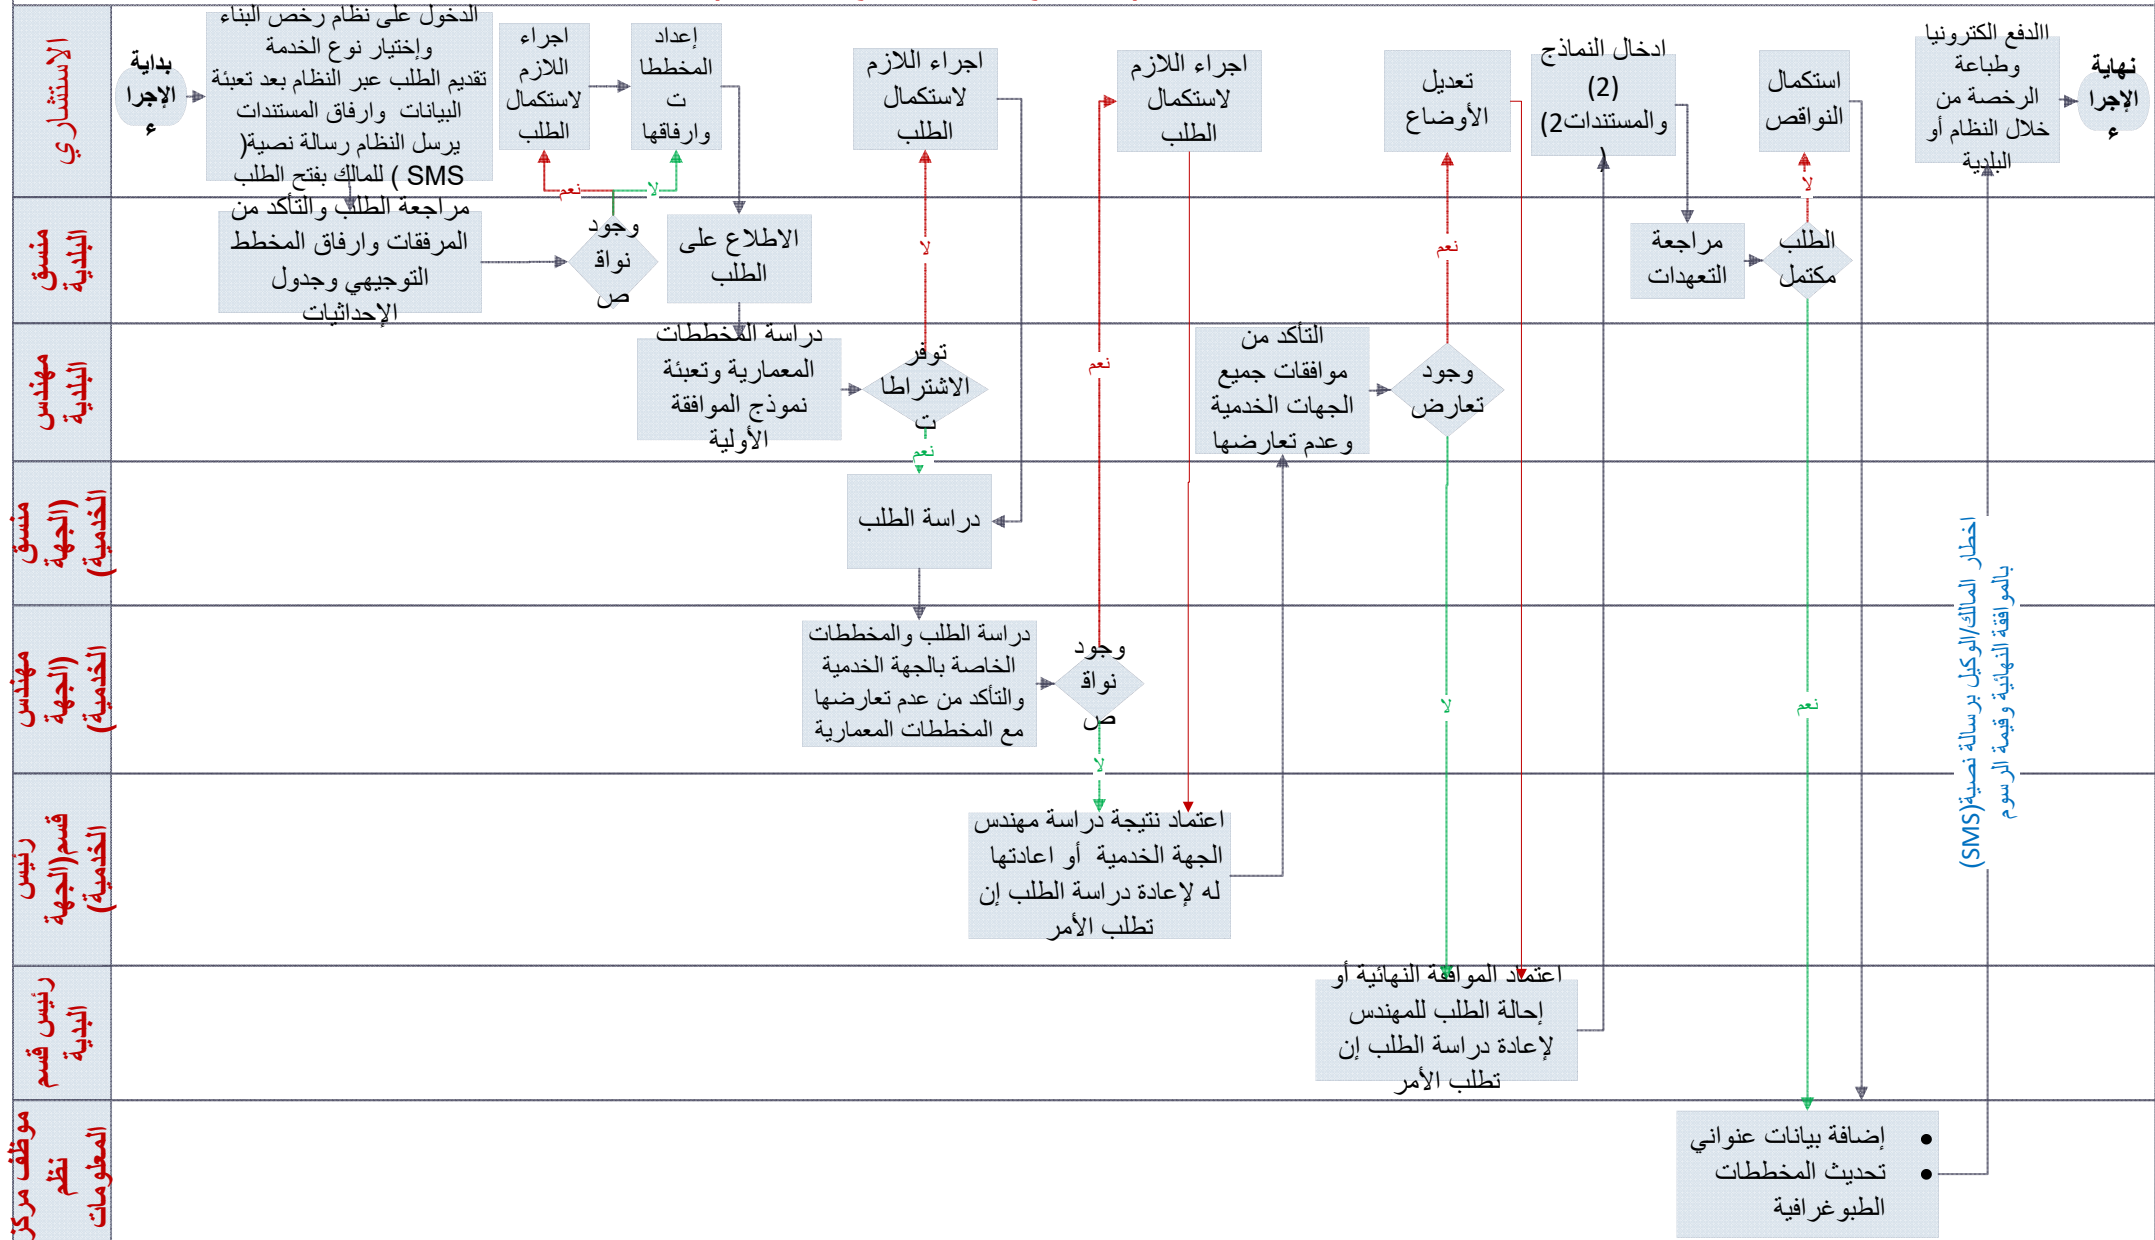 الاستشاري
بداية
الإجرا
ء
الدخول على نظام رخص البناء
وإختيار نوع الخدمة
تقديم الطلب عبر النظام بعد تعبئة
البيانات وارفاق المستندات
يرسل النظام رسالة نصية(
SMS ) للمالك بفتح الطلب
اجراء
اللازم
لاستكمال
الطلب
إعداد
المخططا
ت
وارفاقها
اجراء اللازم
لاستكمال
الطلب
اجراء اللازم
لاستكمال
الطلب
تعديل
الأوضاع
ادخال النماذج
(2)
والمستندات2)
(
استكمال
النواقص
االدفع الكترونيا
وطباعة
الرخصة من
خلال النظام أو
البلدية
نهاية
الإجرا
ء
نعم
لا
لا
منسق
البلدية
مراجعة الطلب والتأكد من
المرفقات وارفاق المخطط
التوجيهي وجدول
الإحداثيات
وجود
نواق
ص
الاطلاع على
الطلب
لا
نعم
مراجعة
التعهدات
الطلب
مكتمل
مهندس
البلدية
دراسة المخططات
المعمارية وتعبئة
نموذج الموافقة
الأولية
توفر
الاشتراطا
ت
نعم
نعم
التأكد من
موافقات جميع
الجهات الخدمية
وعدم تعارضها
وجود
تعارض
منسق
(الجهة
الخدمية)
دراسة الطلب
اخطار المالك/الوكيل برسالة نصية(SMS)
بالموافقة النهائية وقيمة الرسوم
مهندس
(الجهة
الخدمية)
دراسة الطلب والمخططات
الخاصة بالجهة الخدمية
والتأكد من عدم تعارضها
مع المخططات المعمارية
وجود
نواق
ص
لا
لا
نعم
رئيس
قسم(الجهة
الخدمية)
اعتماد نتيجة دراسة مهندس
الجهة الخدمية أو اعادتها
له لإعادة دراسة الطلب إن
تطلب الأمر
رئيس قسم
البدية
اعتماد الموافقة النهائية أو
إحالة الطلب للمهندس
لإعادة دراسة الطلب إن
تطلب الأمر
موظف مركز
نظم
المعلومات
• إضافة بيانات عنواني
• تحديث المخططات
الطبوغرافية